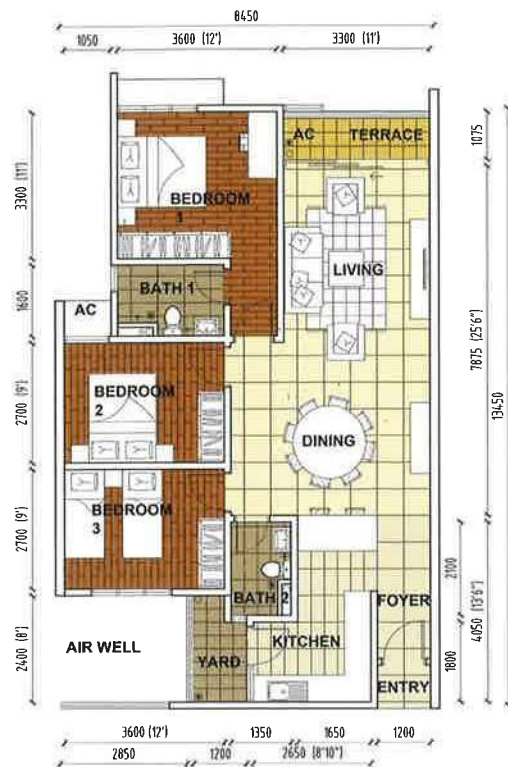 8450
1050
3600 (12')
3300 (11')
AC
TERRACE
1075
3300 (11')
BEDROOM
1
LIVING
BATH 1
1600
AC
7875 (25'6")
13450
BEDROOM
2
2700 (9')
DINING
BEDROOM
3
2700 (9')
2100
BATH 2
FOYER
4050 (13'6")
2400 (8")
AIR WELL
KITCHEN
YARD
1800
ENTRY
3600 (12')
1350
1650
1200
2850
1200
2650 (8'10")